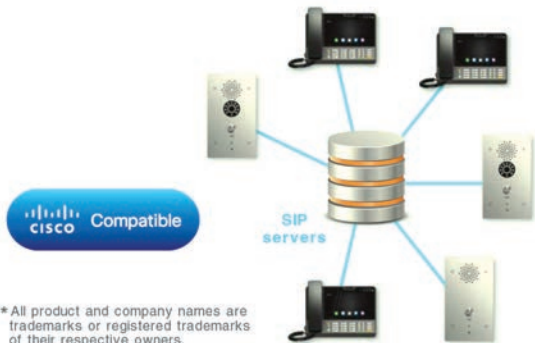 CISCO Compatible
SIP
servers
* All product and company names are
trademarks or registered trademarks
of their respective owners.